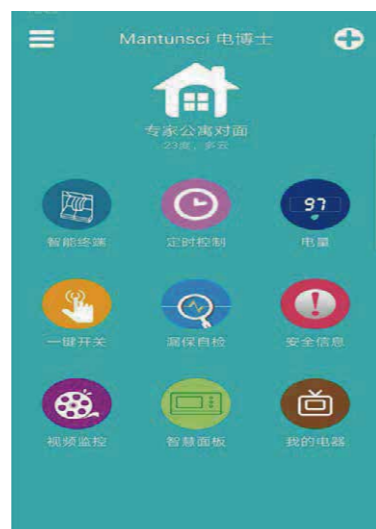 Mantunsci 电博士
专家公寓对面
23度，多云
智能终端
定时控制
97
电量
一键开关
漏保自检
安全信息
视频监控
智慧面板
我的电器